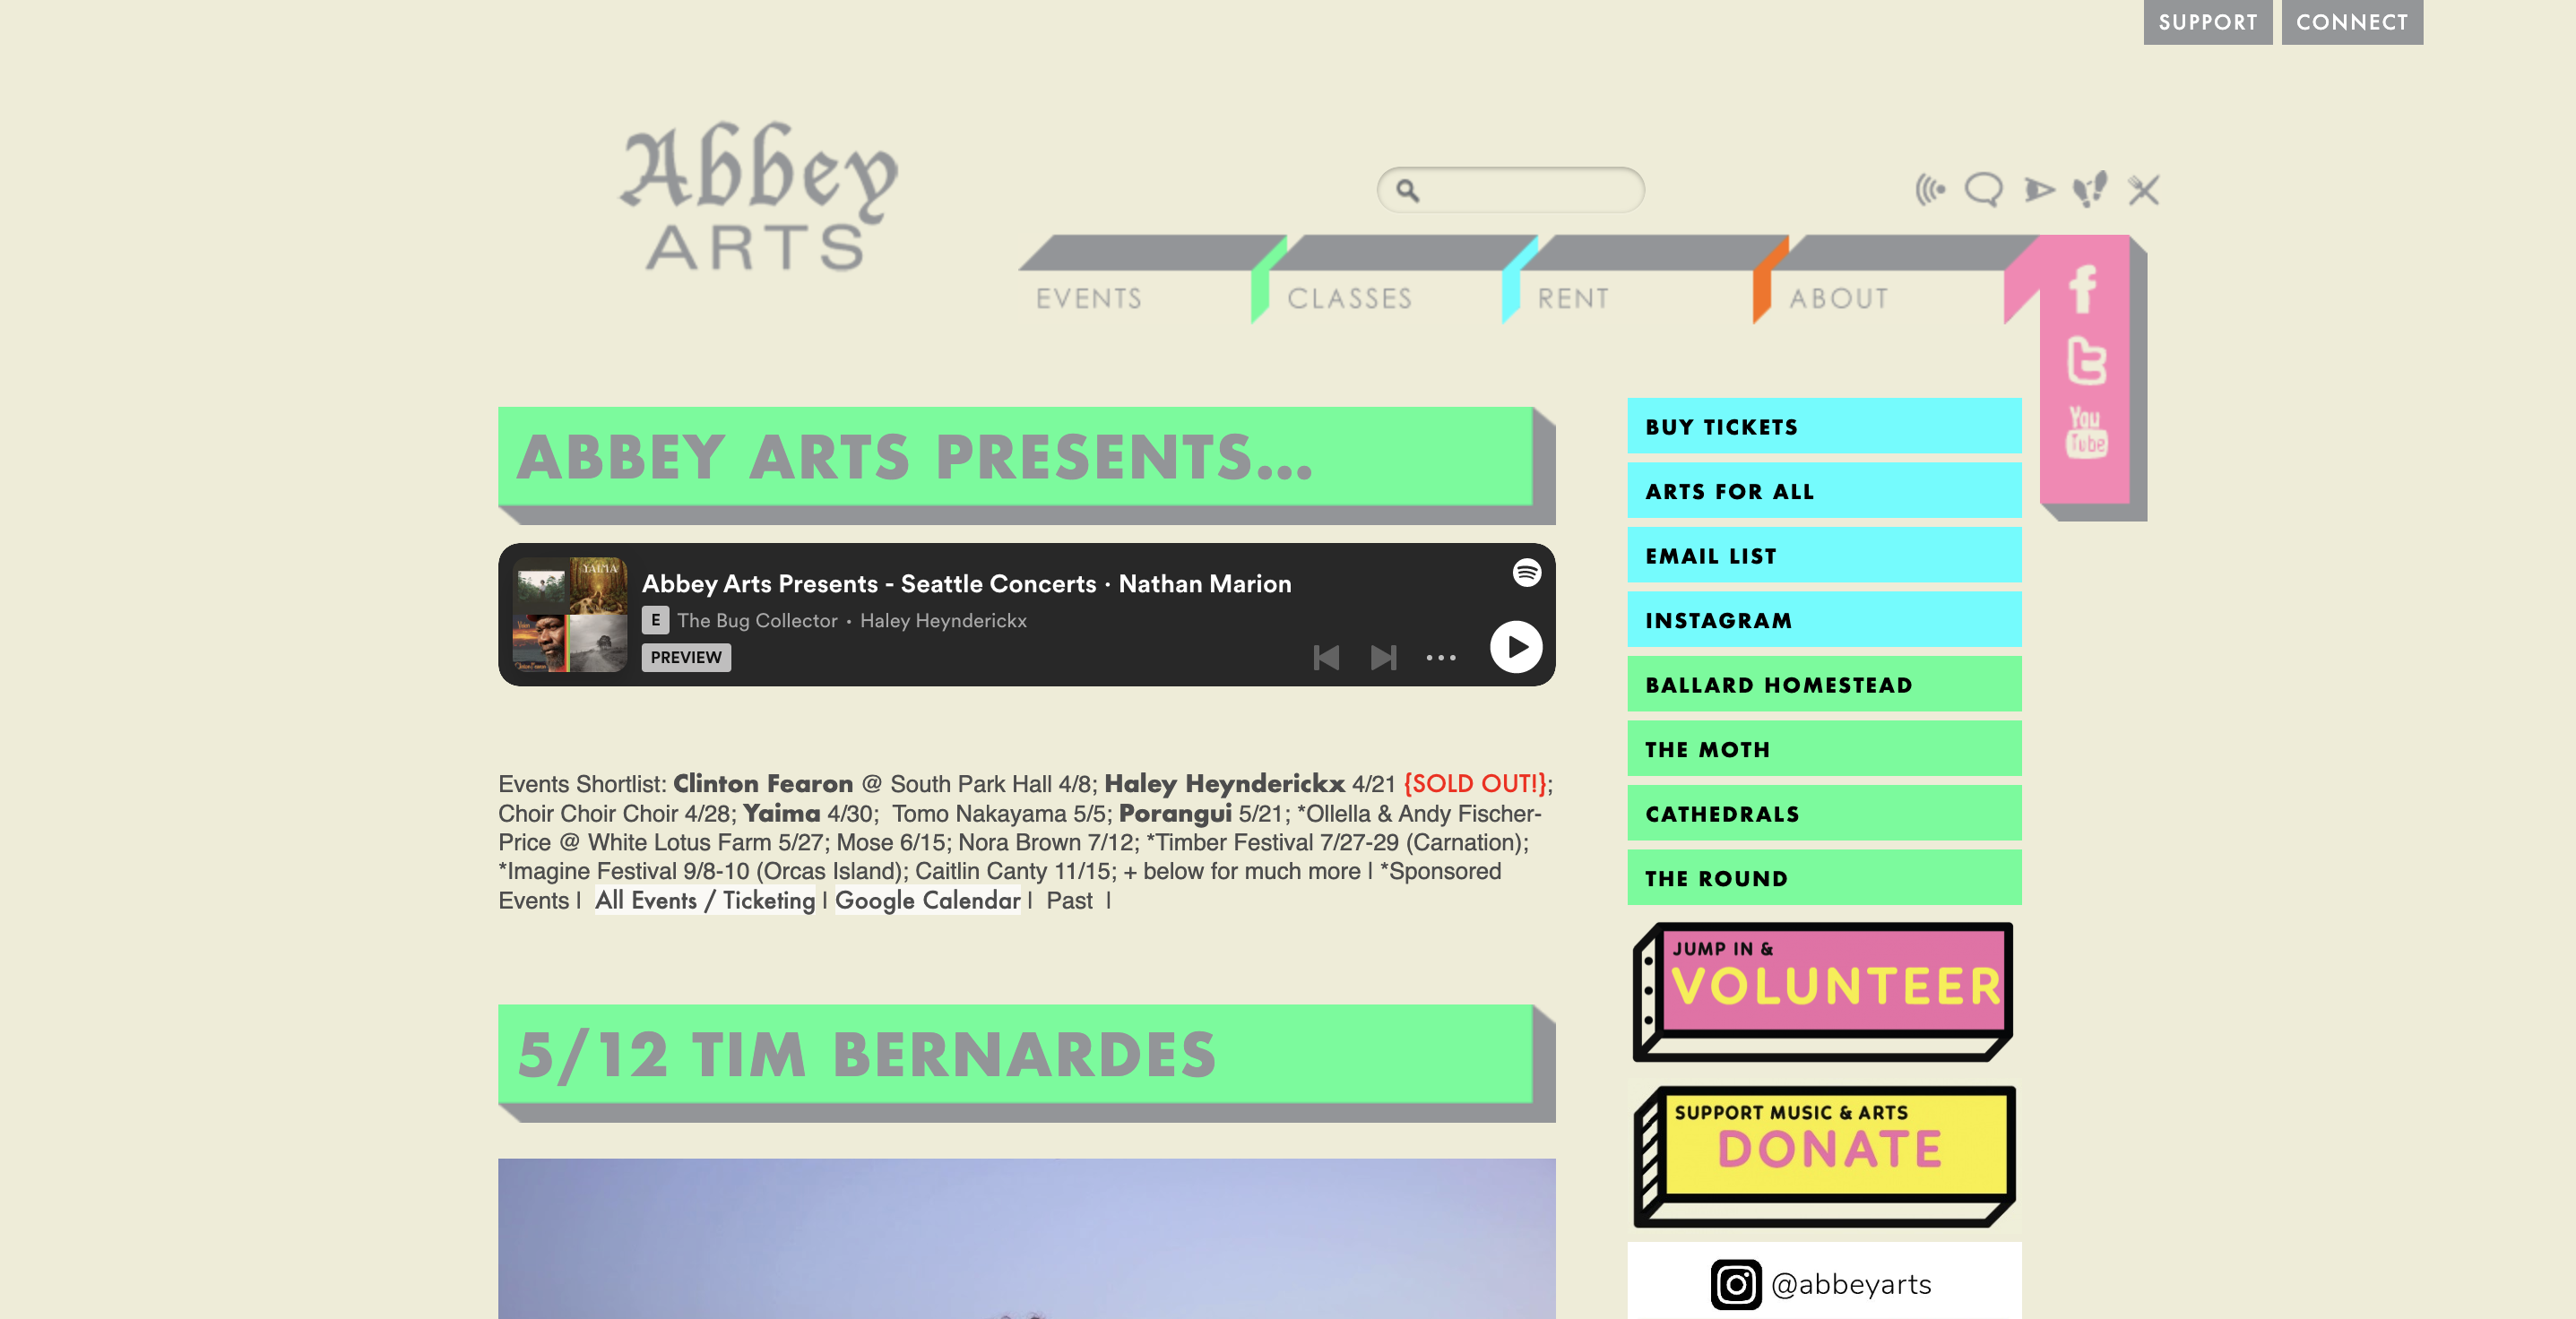 SUPPORT
CONNECT
Abbey
ARTS
EVENTS
CLASSES
RENT
ABOUT
f
t
You
Tube
ABBEY ARTS PRESENTS...
YAIMA
Abbey Arts Presents - Seattle Concerts · Nathan Marion
E The Bug Collector • Haley Heynderickx
PREVIEW
Events Shortlist: Clinton Fearon @ South Park Hall 4/8; Haley Heynderickx 4/21 {SOLD OUT!};
Choir Choir Choir 4/28; Yaima 4/30; Tomo Nakayama 5/5; Porangui 5/21; *Ollella & Andy Fischer-
Price @ White Lotus Farm 5/27; Mose 6/15; Nora Brown 7/12; *Timber Festival 7/27-29 (Carnation);
*Imagine Festival 9/8-10 (Orcas Island); Caitlin Canty 11/15; + below for much more | *Sponsored
Events | All Events / Ticketing | Google Calendar | Past |
5/12 TIM BERNARDES
BUY TICKETS
ARTS FOR ALL
EMAIL LIST
INSTAGRAM
BALLARD HOMESTEAD
THE MOTH
CATHEDRALS
THE ROUND
JUMP IN &
VOLUNTEER
SUPPORT MUSIC & ARTS
DONATE
@abbeyarts